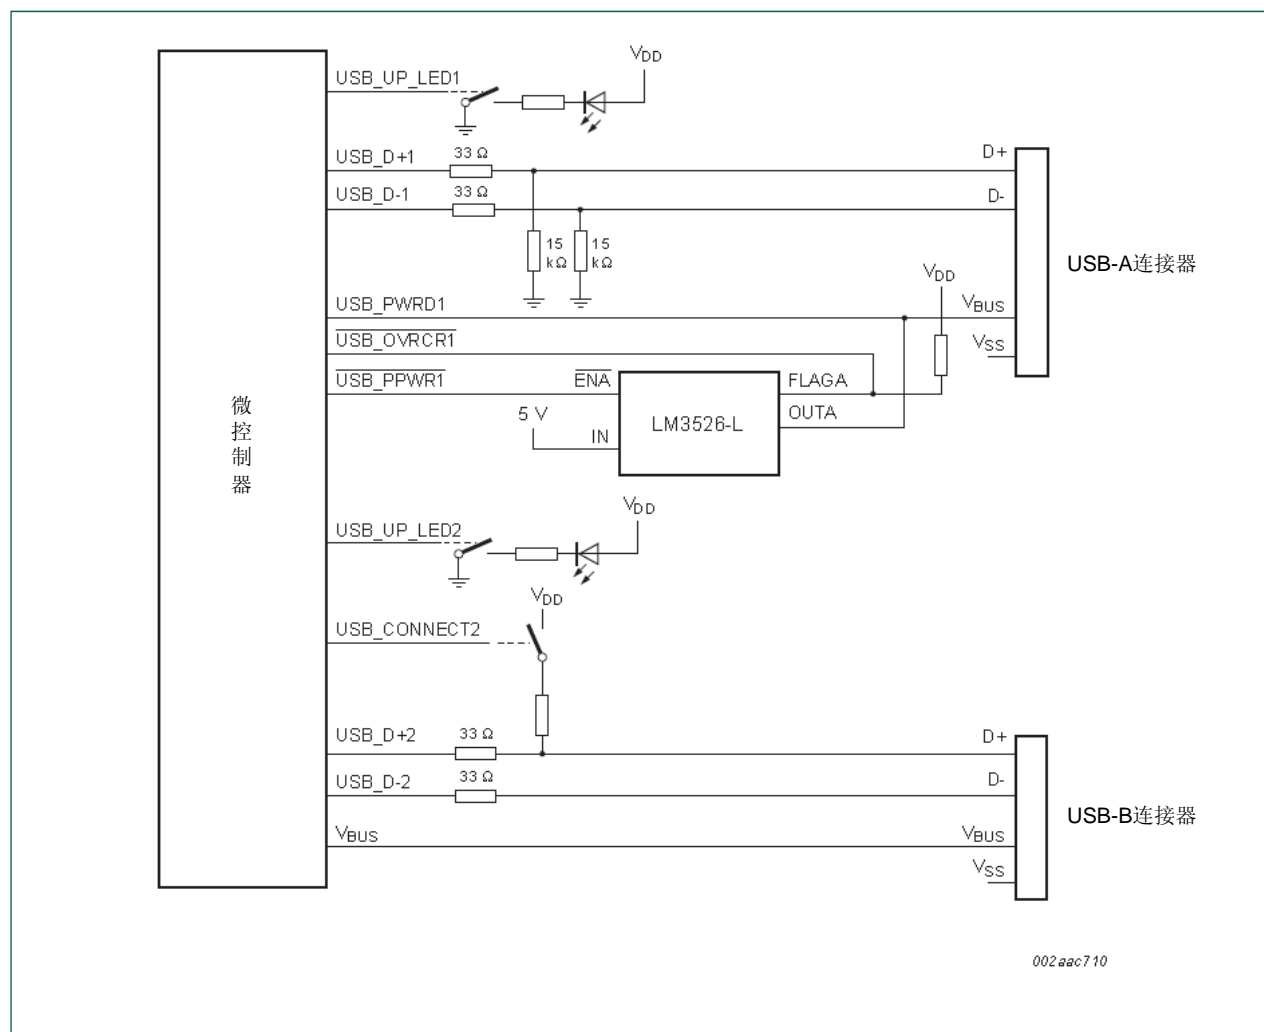 VDD
USB_UP_LED1
USB_D+1
33 Ω
D+
USB_D-1
33 Ω
D-
15 kΩ
15 kΩ
USB-A连接器
VDD
USB_PWRD1
VBUS
USB_OVRCR1
VSS
USB_PPWR1
ENA
FLAGA
5 V
IN
LM3526-L
OUTA
微控制器
VDD
USB_UP_LED2
VDD
USB_CONNECT2
USB_D+2
33 Ω
D+
USB_D-2
33 Ω
D-
USB-B连接器
VBUS
VBUS
VSS
002aac710